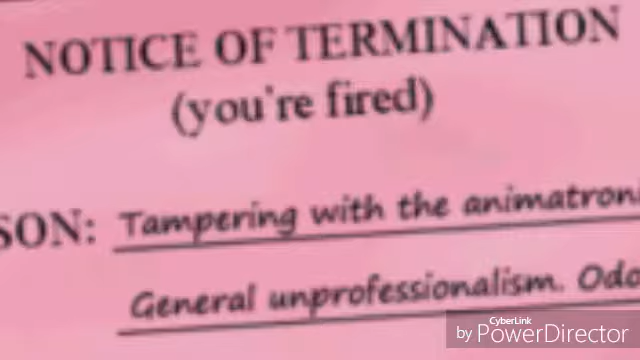 NOTICE OF TERMINATION
(you're fired)
SON: Tampering with the animatroni
General unprofessionalism. Odo
CyberLink
by PowerDirector